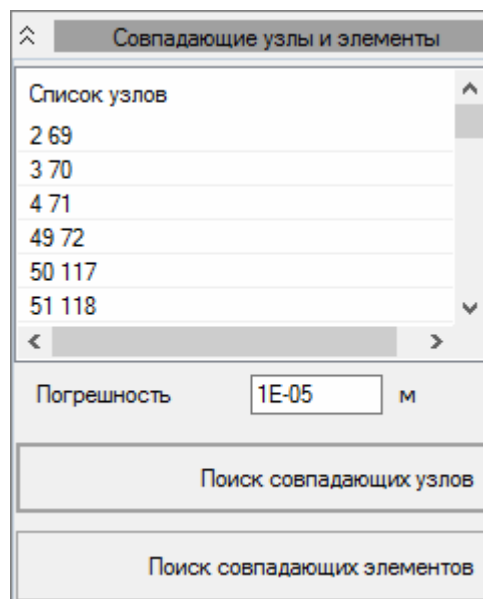 Совпадающие узлы и элементы
Список узлов
2 69
3 70
4 71
49 72
50 117
51 118
Погрешность 1E-05 м
Поиск совпадающих узлов
Поиск совпадающих элементов